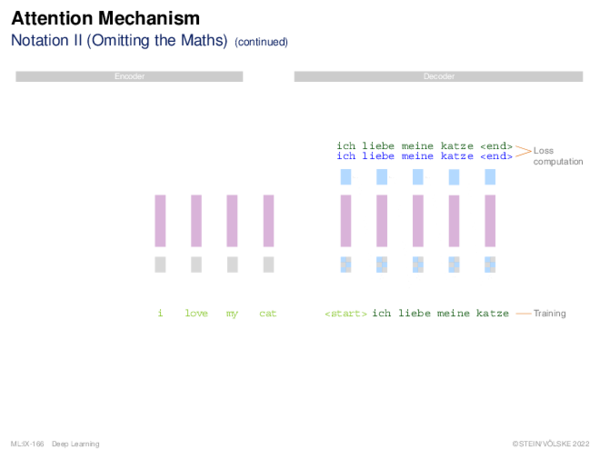 Attention Mechanism
Notation II (Omitting the Maths) (continued)
Encoder
Decoder
ich liebe meine katze <end>
ich liebe meine katze <end>
Loss
computation
i love my cat
<start> ich liebe meine katze
Training
ML:IX-166 Deep Learning
©STEIN/VÖLSKE 2022